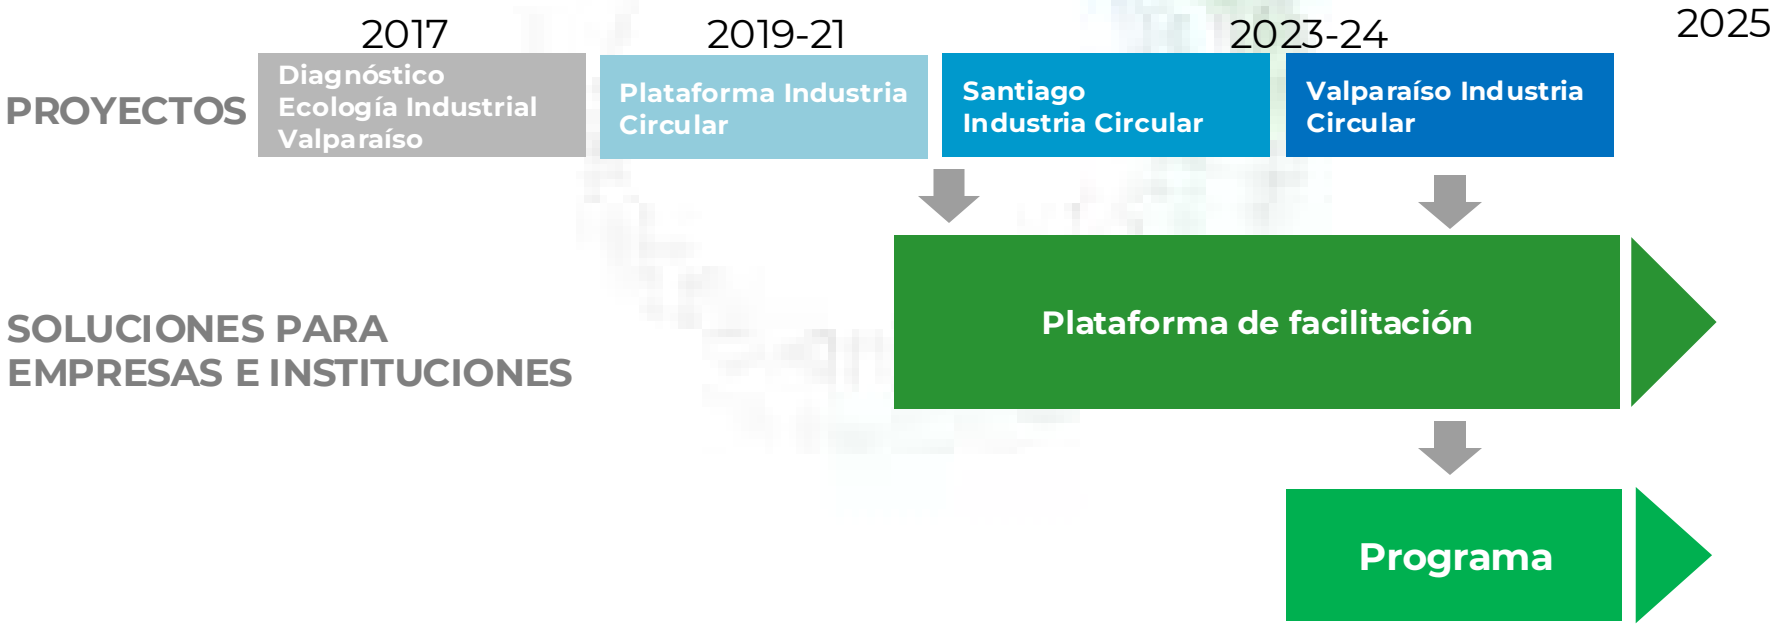 2017
2019-21
2023-24
2025
PROYECTOS
Diagnóstico
Ecología Industrial
Valparaíso
Plataforma Industria
Circular
Santiago
Industria Circular
Valparaíso Industria
Circular
SOLUCIONES PARA
EMPRESAS E INSTITUCIONES
Plataforma de facilitación
Programa